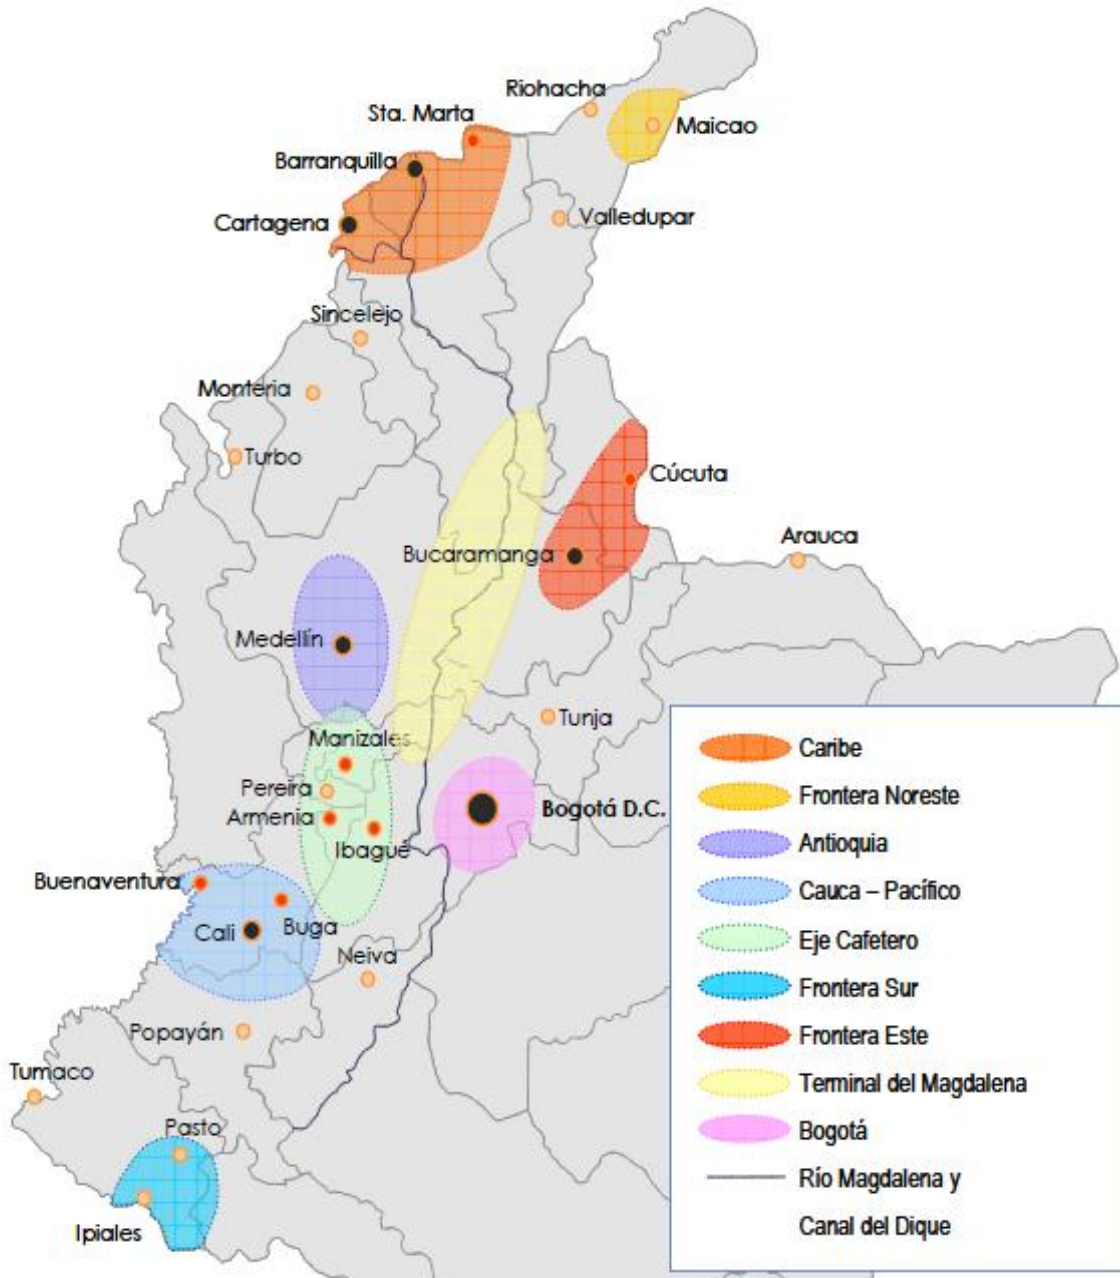 Riohacha
Sta. Marta
Maicao
Barranquilla
Cartagena
Valledupar
Sincelejo
Monteria
Turbo
Cúcuta
Arauca
Bucaramanga
Medellín
Tunja
Manizales
Pereira
Armenia
Bogotá D.C.
Ibagué
Buenaventura
Buga
Cali
Neiva
Popayán
Tumaco
Pasto
Ipiales
Caribe
Frontera Noreste
Antioquia
Cauca – Pacífico
Eje Cafetero
Frontera Sur
Frontera Este
Terminal del Magdalena
Bogotá
Río Magdalena y
Canal del Dique